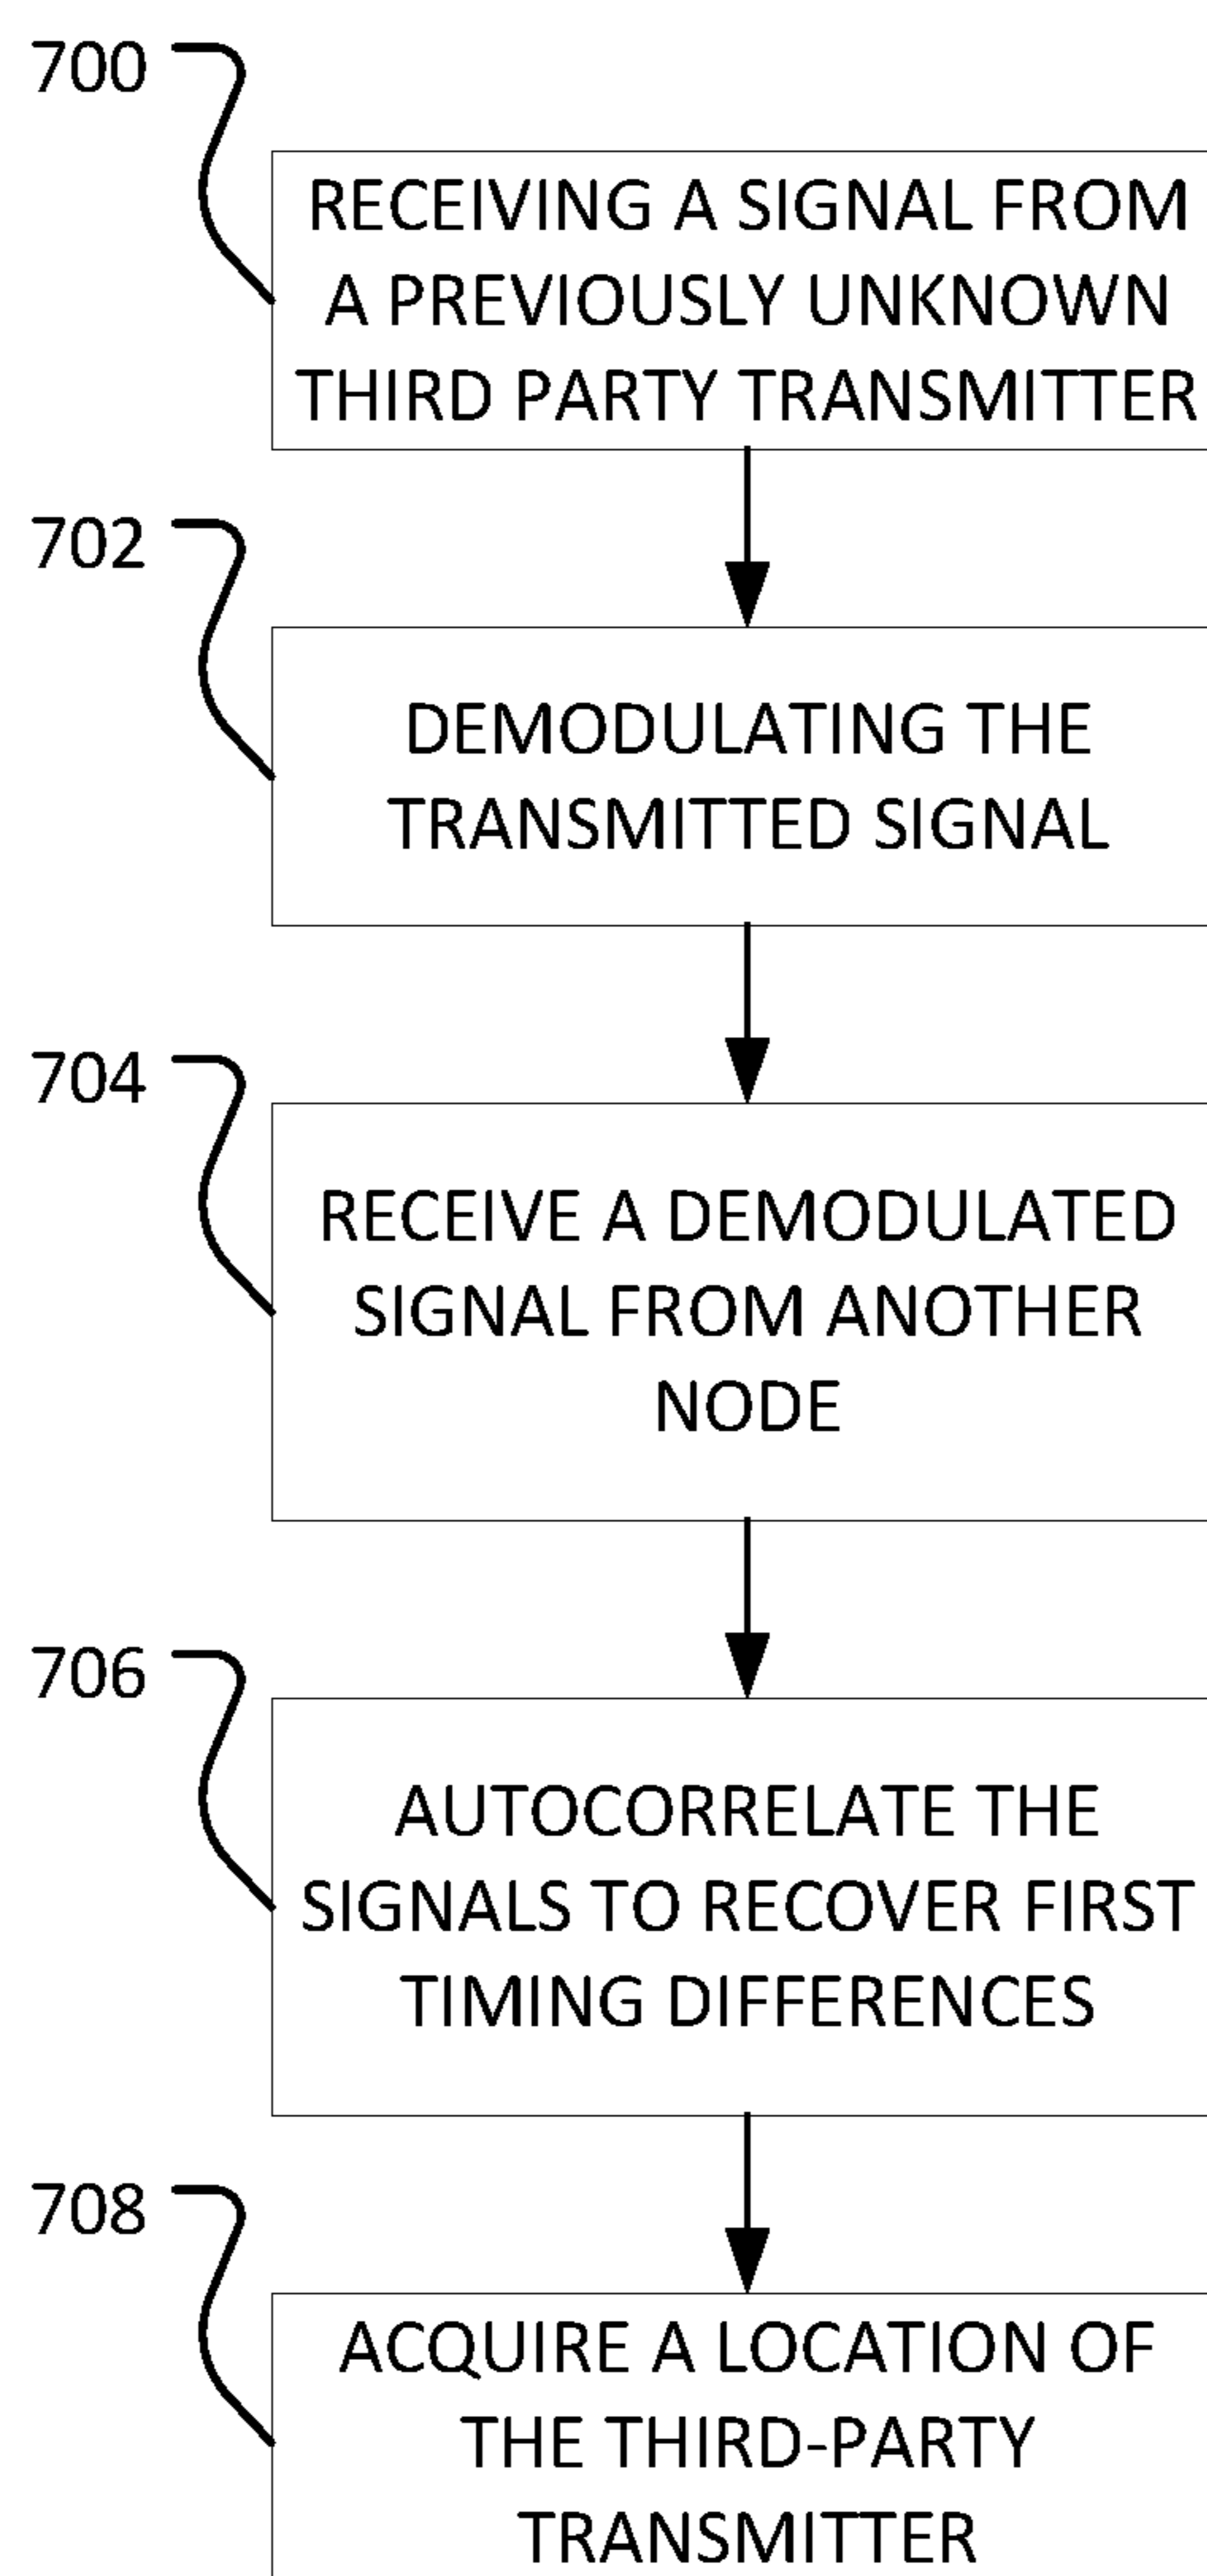 700
RECEIVING A SIGNAL FROM
A PREVIOUSLY UNKNOWN
THIRD PARTY TRANSMITTER
702
DEMODULATING THE
TRANSMITTED SIGNAL
704
RECEIVE A DEMODULATED
SIGNAL FROM ANOTHER
NODE
706
AUTOCORRELATE THE
SIGNALS TO RECOVER FIRST
TIMING DIFFERENCES
708
ACQUIRE A LOCATION OF
THE THIRD-PARTY
TRANSMITTER